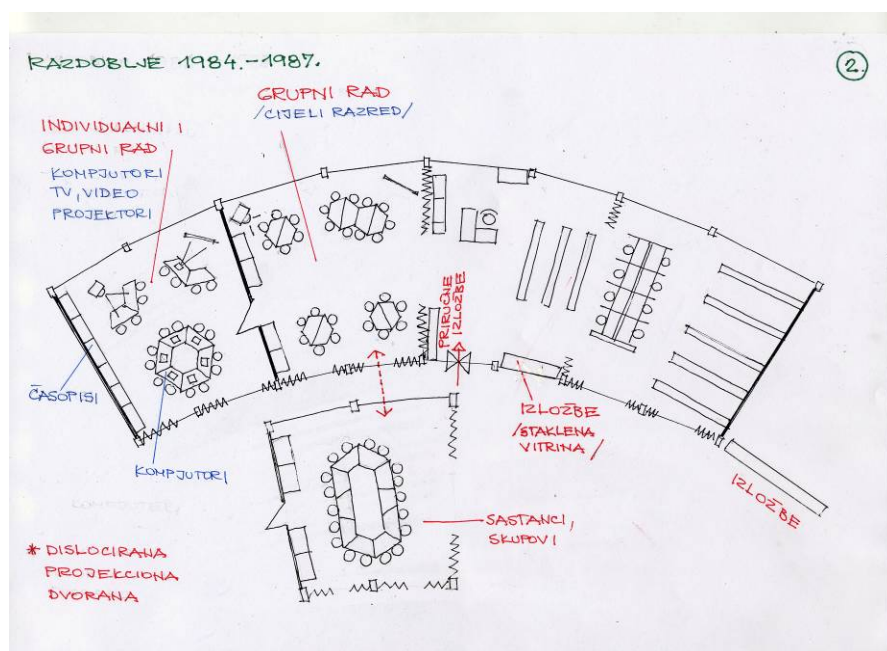 RAZDOBLJE 1984.-1987.
2.
GRUPNI RAD
/CIJELI RAZRED/
INDIVIDUALNI I
GRUPNI RAD
KOMPJUTORI
TV, VIDEO
PROJEKTORI
PRIRUČNE
IZLOŽBE
ČASOPISI
KOMPJUTORI
IZLOŽBE
/STAKLENA
VITRINA/
IZLOŽBE
SASTANCI,
SKUPOVI
* DISLOCIRANA
PROJEKCIONA
DVORANA